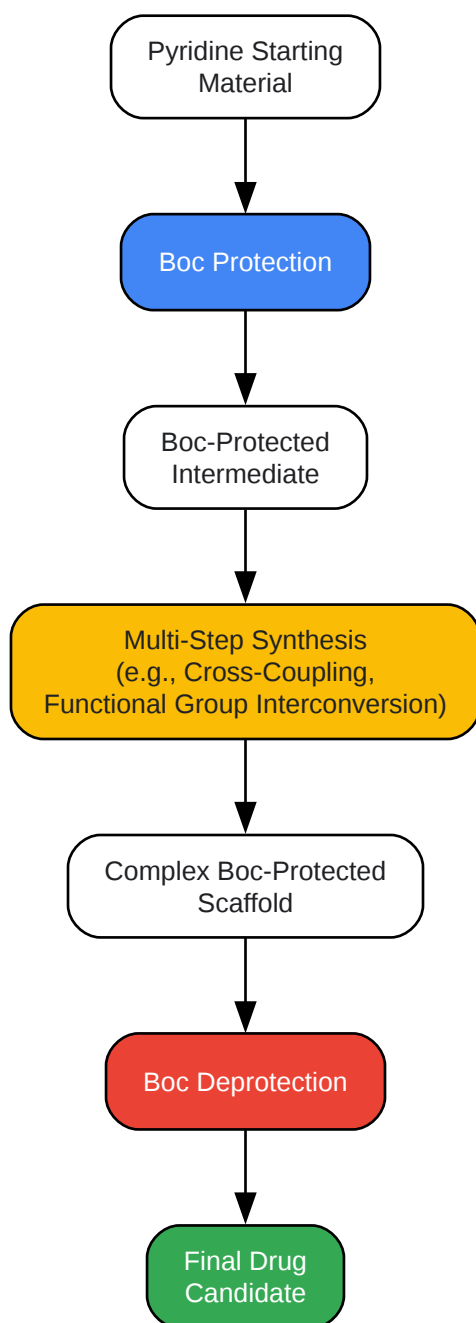 Pyridine Starting
Material
Boc Protection
Boc-Protected
Intermediate
Multi-Step Synthesis
(e.g., Cross-Coupling,
Functional Group Interconversion)
Complex Boc-Protected
Scaffold
Boc Deprotection
Final Drug
Candidate